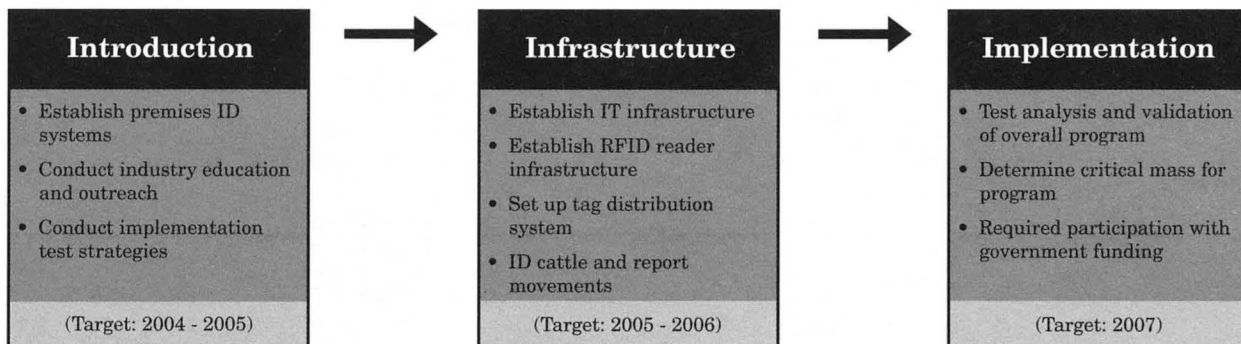 Introduction
• Establish premises ID
systems
• Conduct industry education
and outreach
• Conduct implementation
test strategies
(Target: 2004 - 2005)
Infrastructure
• Establish IT infrastructure
• Establish RFID reader
infrastructure
• Set up tag distribution
system
• ID cattle and report
movements
(Target: 2005 - 2006)
Implementation
• Test analysis and validation
of overall program
• Determine critical mass for
program
• Required participation with
government funding
(Target: 2007)